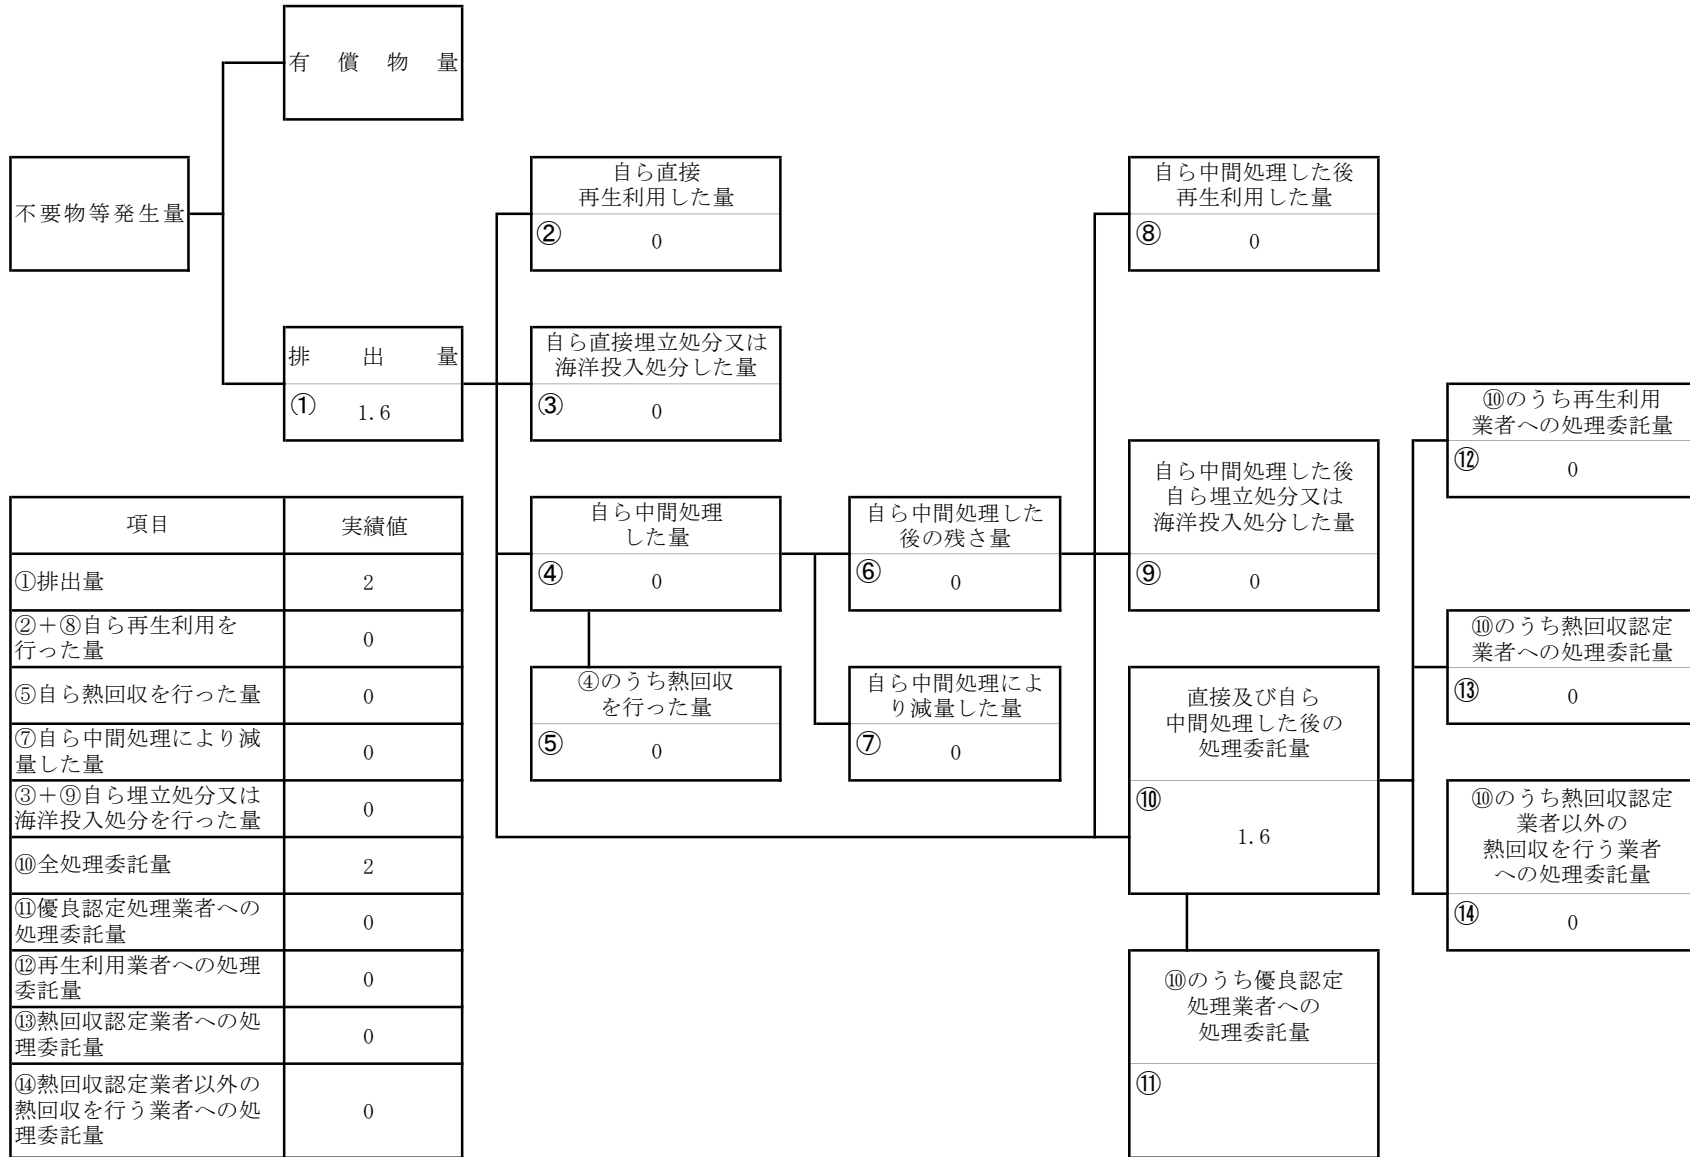 有償物量
不要物等発生量
自ら直接
再生利用した量
②
0
自ら中間処理した後
再生利用した量
⑧
0
排出量
①
1.6
自ら直接埋立処分又は
海洋投入処分した量
③
0
⑩のうち再生利用
業者への処理委託量
⑫
0
自ら中間処理した後
自ら埋立処分又は
海洋投入処分した量
⑨
0
自ら中間処理
した量
④
0
自ら中間処理した
後の残さ量
⑥
0
④のうち熱回収
を行った量
⑤
0
自ら中間処理によ
り減量した量
⑦
0
⑩のうち熱回収認定
業者への処理委託量
⑬
0
直接及び自ら
中間処理した後の
処理委託量
⑩
1.6
⑩のうち熱回収認定
業者以外の
熱回収を行う業者
への処理委託量
⑭
0
⑩のうち優良認定
処理業者への
処理委託量
⑪
項目 実績値
①排出量 2
②+⑧自ら再生利用を
行った量 0
⑤自ら熱回収を行った量 0
⑦自ら中間処理により減
量した量 0
③+⑨自ら埋立処分又は
海洋投入処分を行った量 0
⑩全処理委託量 2
⑪優良認定処理業者への
処理委託量 0
⑫再生利用業者への処理
委託量 0
⑬熱回収認定業者への処
理委託量 0
⑭熱回収認定業者以外の
熱回収を行う業者への処
理委託量 0